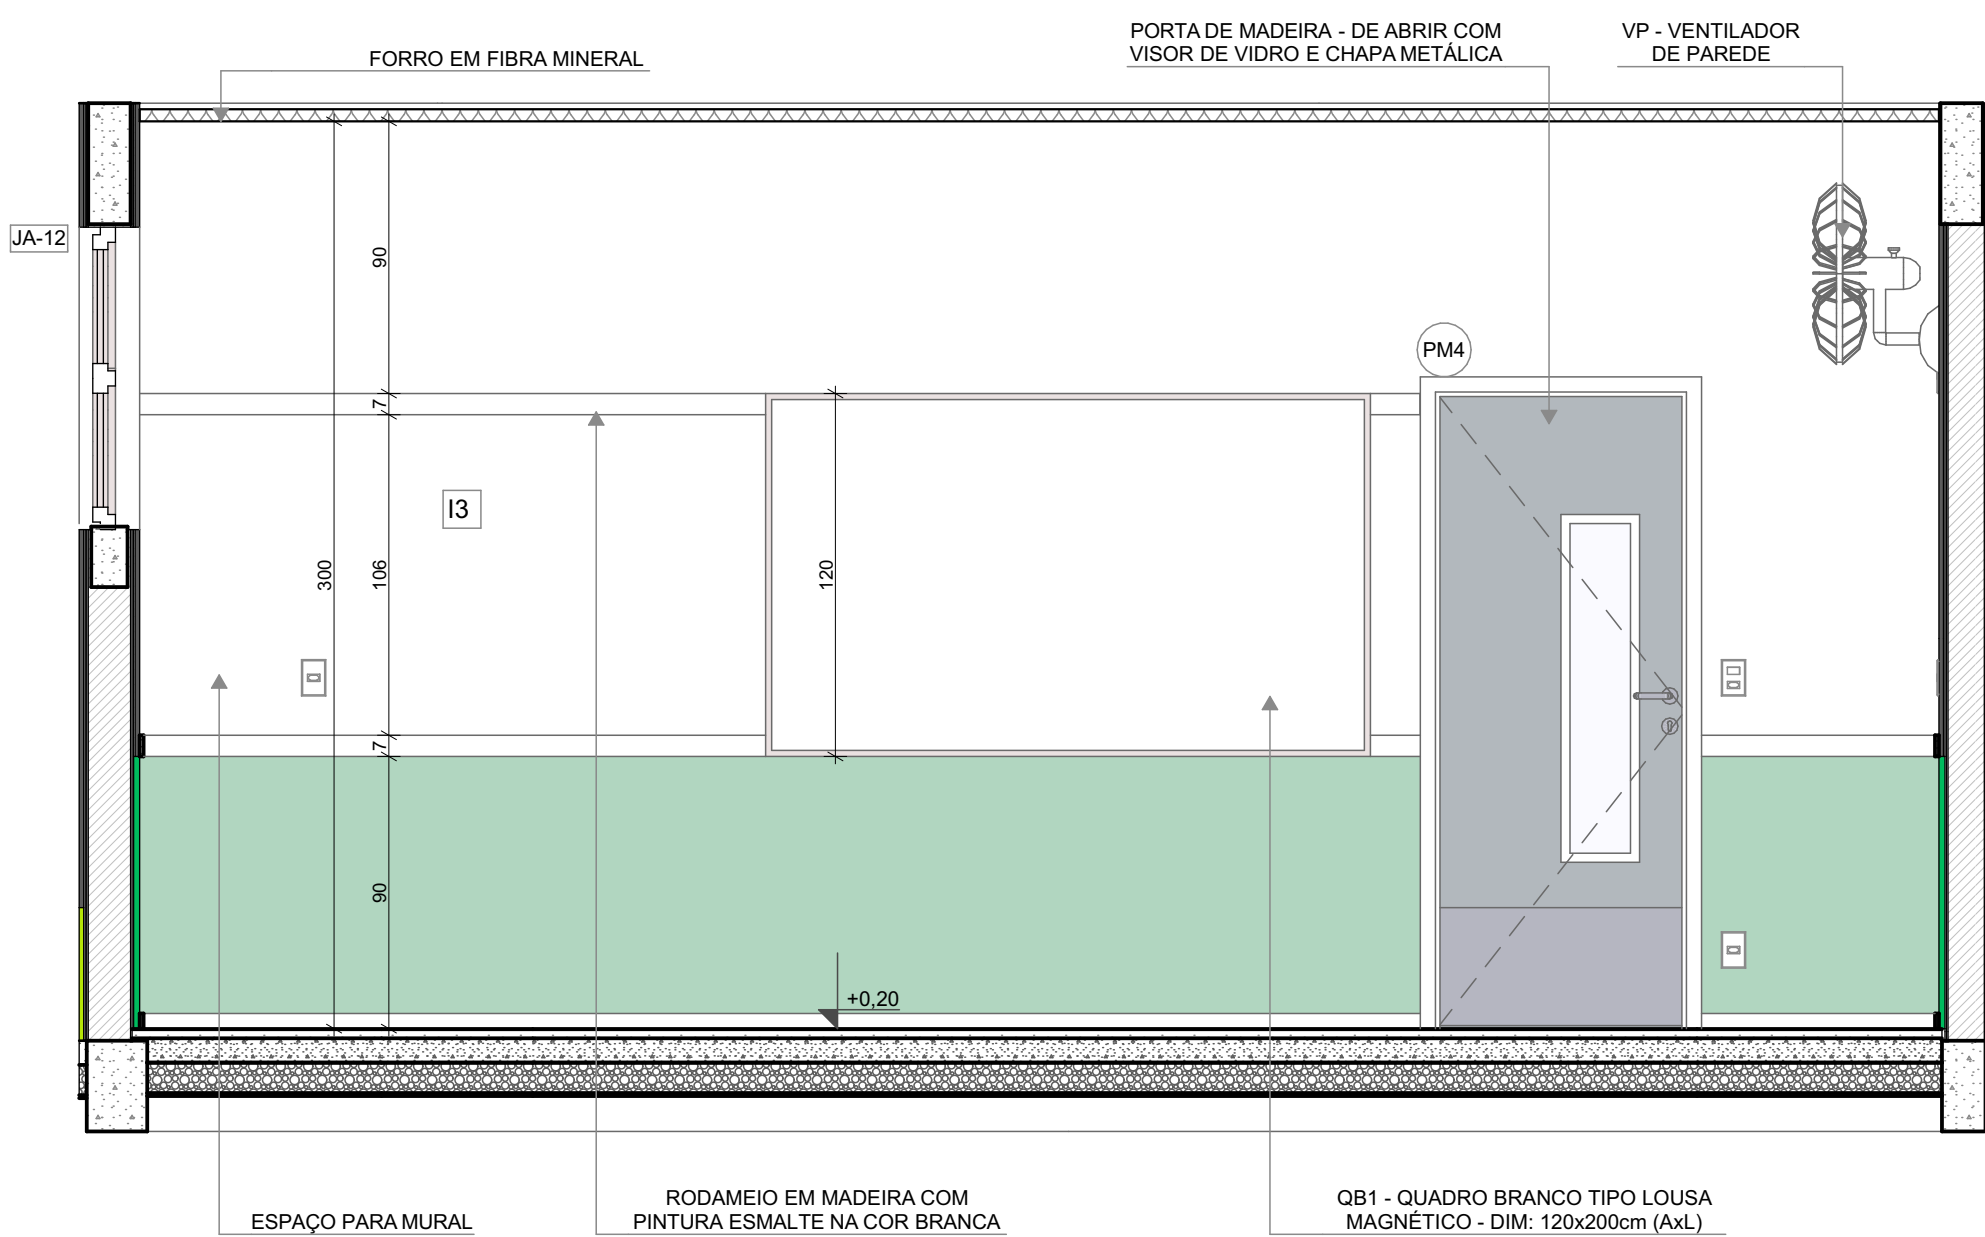 PORTA DE MADEIRA - DE ABRIR COM
VISOR DE VIDRO E CHAPA METÁLICA
VP - VENTILADOR
DE PAREDE
FORRO EM FIBRA MINERAL
JA-12
90
PM4
7
I3
300
106
120
7
90
+0,20
ESPAÇO PARA MURAL
RODAMEIO EM MADEIRA COM
PINTURA ESMALTE NA COR BRANCA
QB1 - QUADRO BRANCO TIPO LOUSA
MAGNÉTICO - DIM: 120x200cm (AxL)